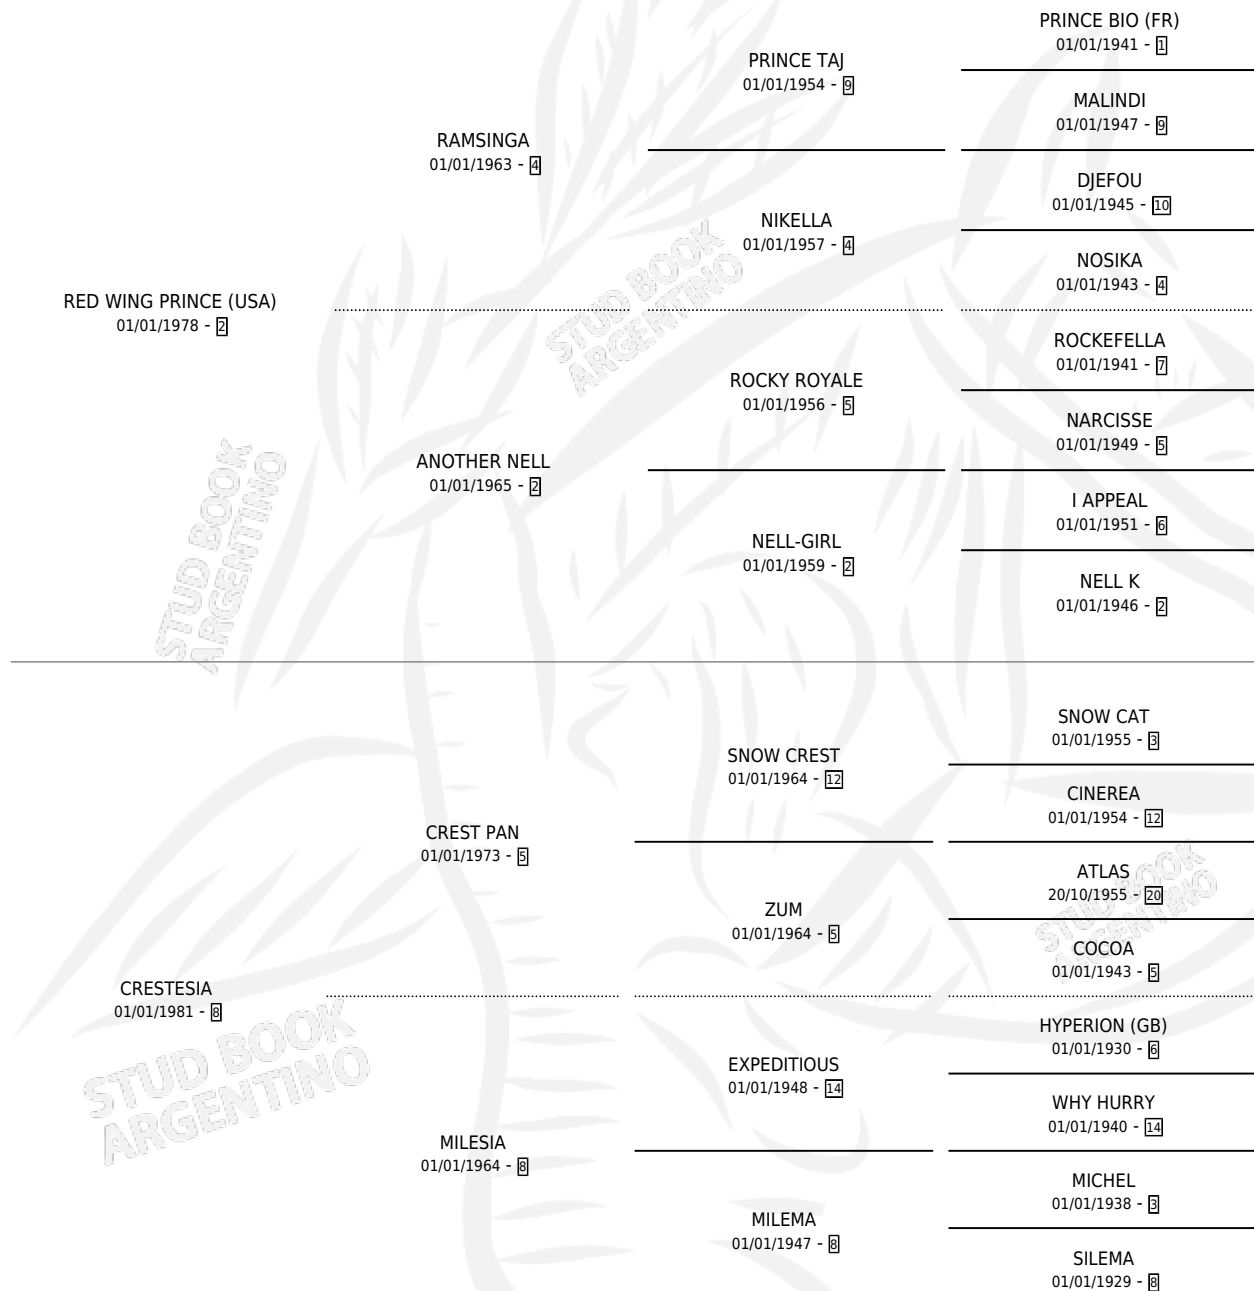 PRINCE BIO (FR)
01/01/1941 - 1
PRINCE TAJ
01/01/1954 - 9
MALINDI
01/01/1947 - 9
RAMSINGA
01/01/1963 - 4
DJEFOU
01/01/1945 - 10
NIKELLA
01/01/1957 - 4
NOSIKA
01/01/1943 - 4
RED WING PRINCE (USA)
01/01/1978 - 2
ROCKEFELLA
01/01/1941 - 7
ROCKY ROYALE
01/01/1956 - 5
NARCISSE
01/01/1949 - 5
ANOTHER NELL
01/01/1965 - 2
I APPEAL
01/01/1951 - 6
NELL-GIRL
01/01/1959 - 2
NELL K
01/01/1946 - 2
SNOW CAT
01/01/1955 - 3
SNOW CREST
01/01/1964 - 12
CINEREA
01/01/1954 - 12
CREST PAN
01/01/1973 - 5
ATLAS
20/10/1955 - 20
ZUM
01/01/1964 - 5
COCOA
01/01/1943 - 5
CRESTESIA
01/01/1981 - 8
HYPERION (GB)
01/01/1930 - 6
EXPEDITIOUS
01/01/1948 - 14
WHY HURRY
01/01/1940 - 14
MILESIA
01/01/1964 - 8
MICHEL
01/01/1938 - 3
MILEMA
01/01/1947 - 8
SILEMA
01/01/1929 - 8
STUD BOOK
ARGENTINO
STUD BOOK
ARGENTINO
STUD BOOK
ARGENTINO
STUD BOOK
ARGENTINO